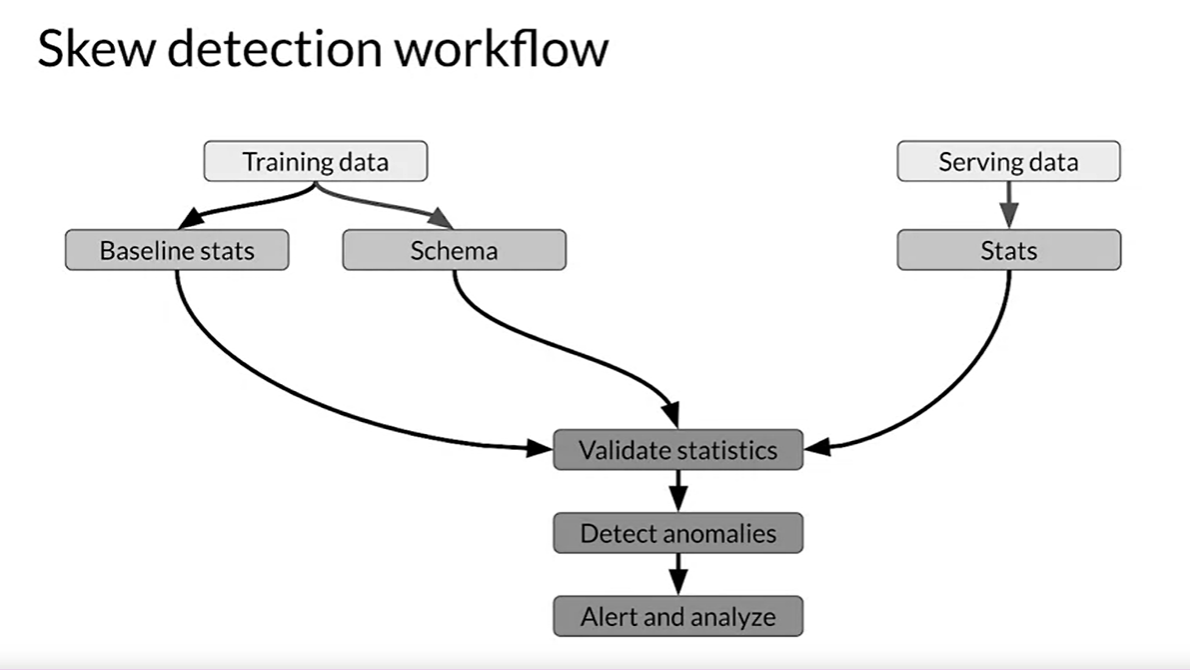 Skew detection workflow
Training data
Serving data
Baseline stats
Schema
Stats
Validate statistics
Detect anomalies
Alert and analyze